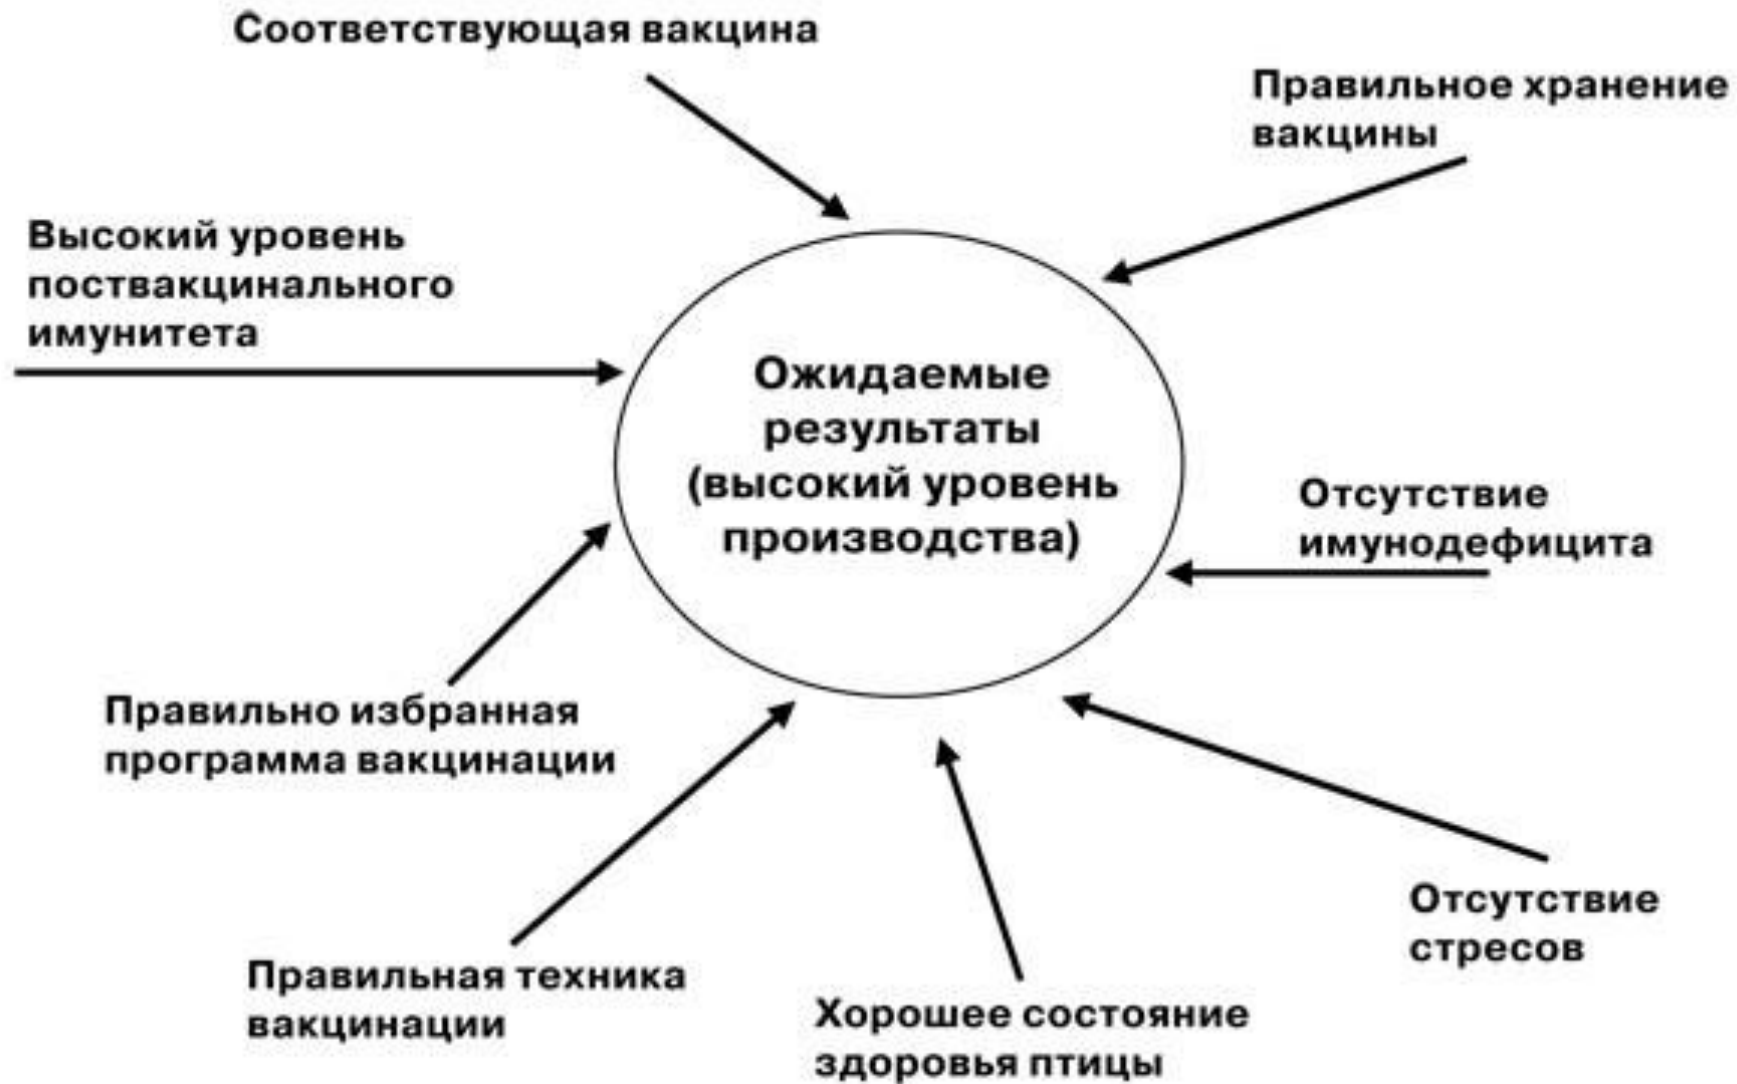 Соответствующая вакцина
Правильное хранение
вакцины
Высокий уровень
поствакцинального
имунитета
Ожидаемые
результаты
(высокий уровень
производства)
Отсутствие
имунодефицита
Правильно избранная
программа вакцинации
Отсутствие
стресов
Правильная техника
вакцинации
Хорошее состояние
здоровья птицы